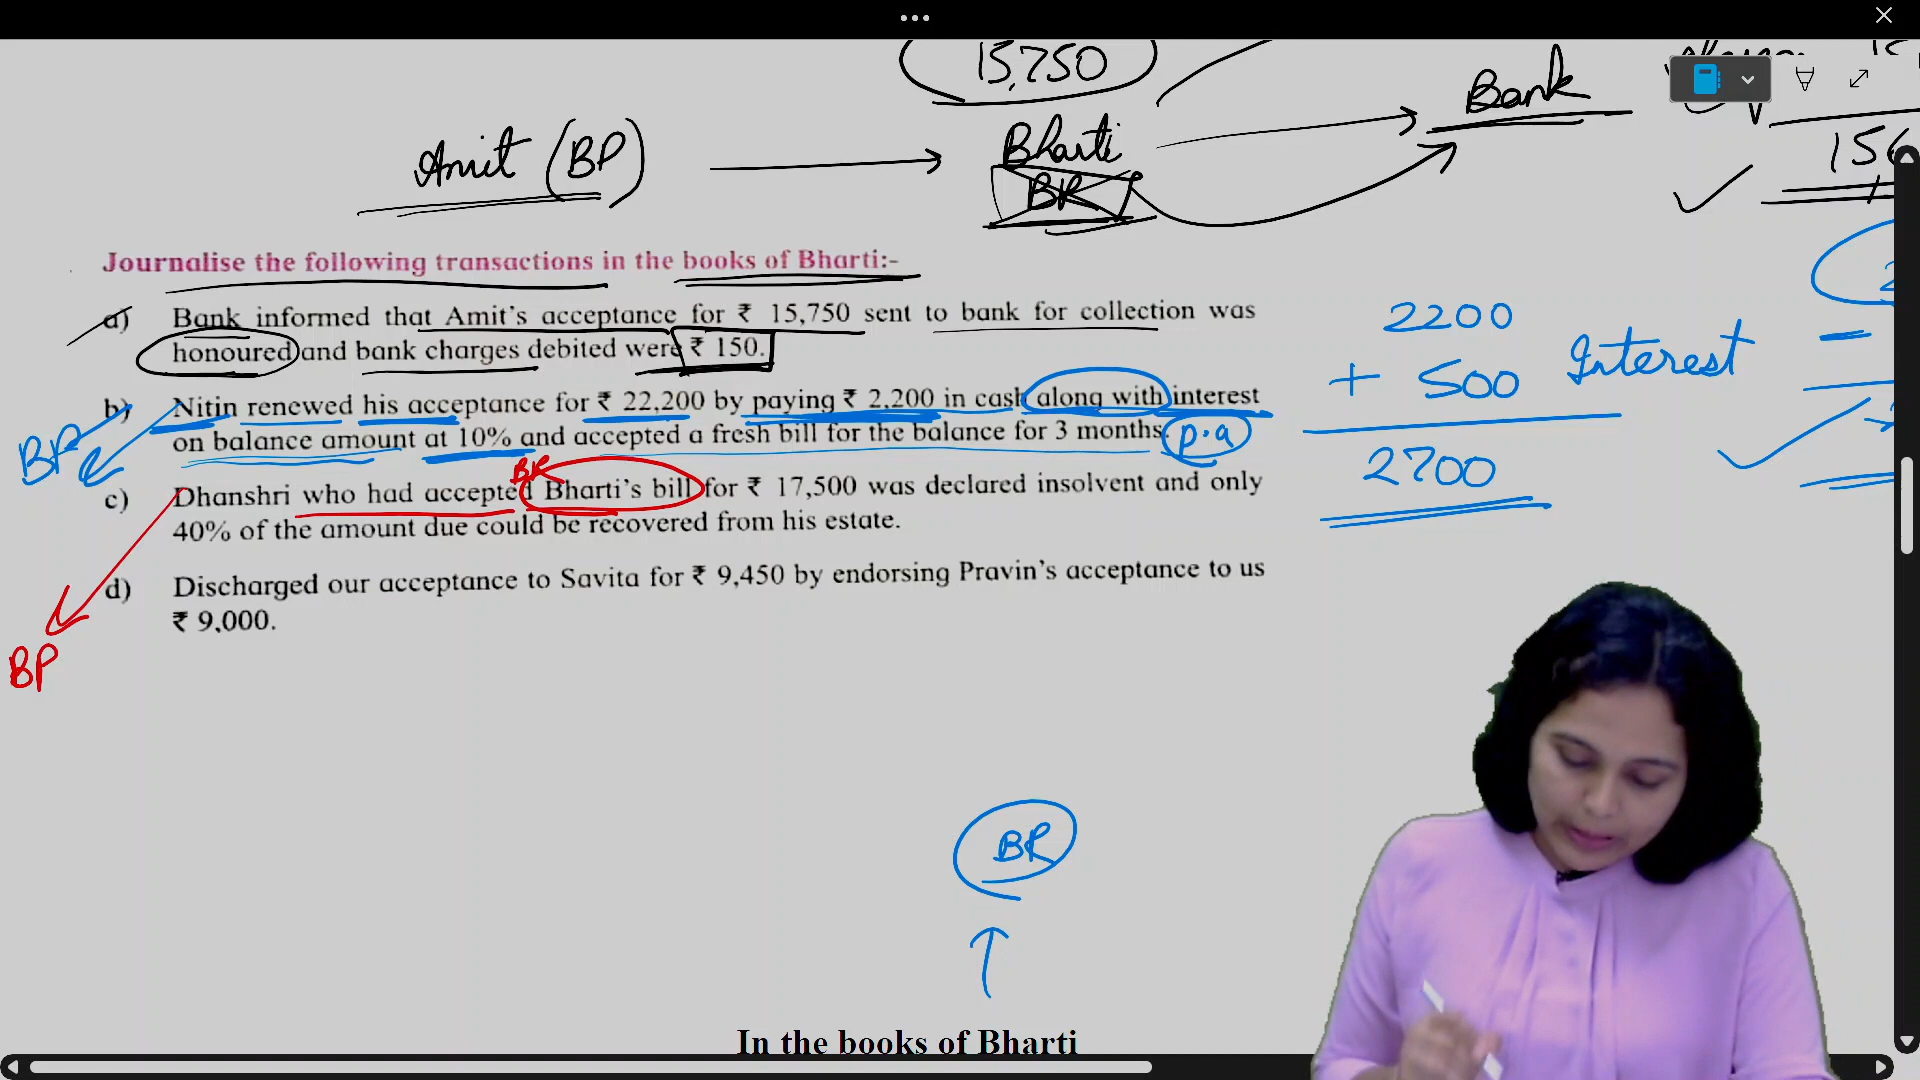 15,750
Bank
Amit (BP)
Bharti
BR
Journalise the following transactions in the books of Bharti:-
a) Bank informed that Amit's acceptance for ₹ 15,750 sent to bank for collection was
honoured and bank charges debited were ₹ 150.
b) Nitin renewed his acceptance for ₹ 22,200 by paying ₹ 2,200 in cash along with interest
on balance amount at 10% and accepted a fresh bill for the balance for 3 months. p.a
BP
BR
c) Dhanshri who had accepted Bharti's bill for ₹ 17,500 was declared insolvent and only
40% of the amount due could be recovered from his estate.
d) Discharged our acceptance to Savita for ₹ 9,450 by endorsing Pravin's acceptance to us
₹ 9,000.
BP
2200
+ 500 Interest
2700
BR
In the books of Bharti